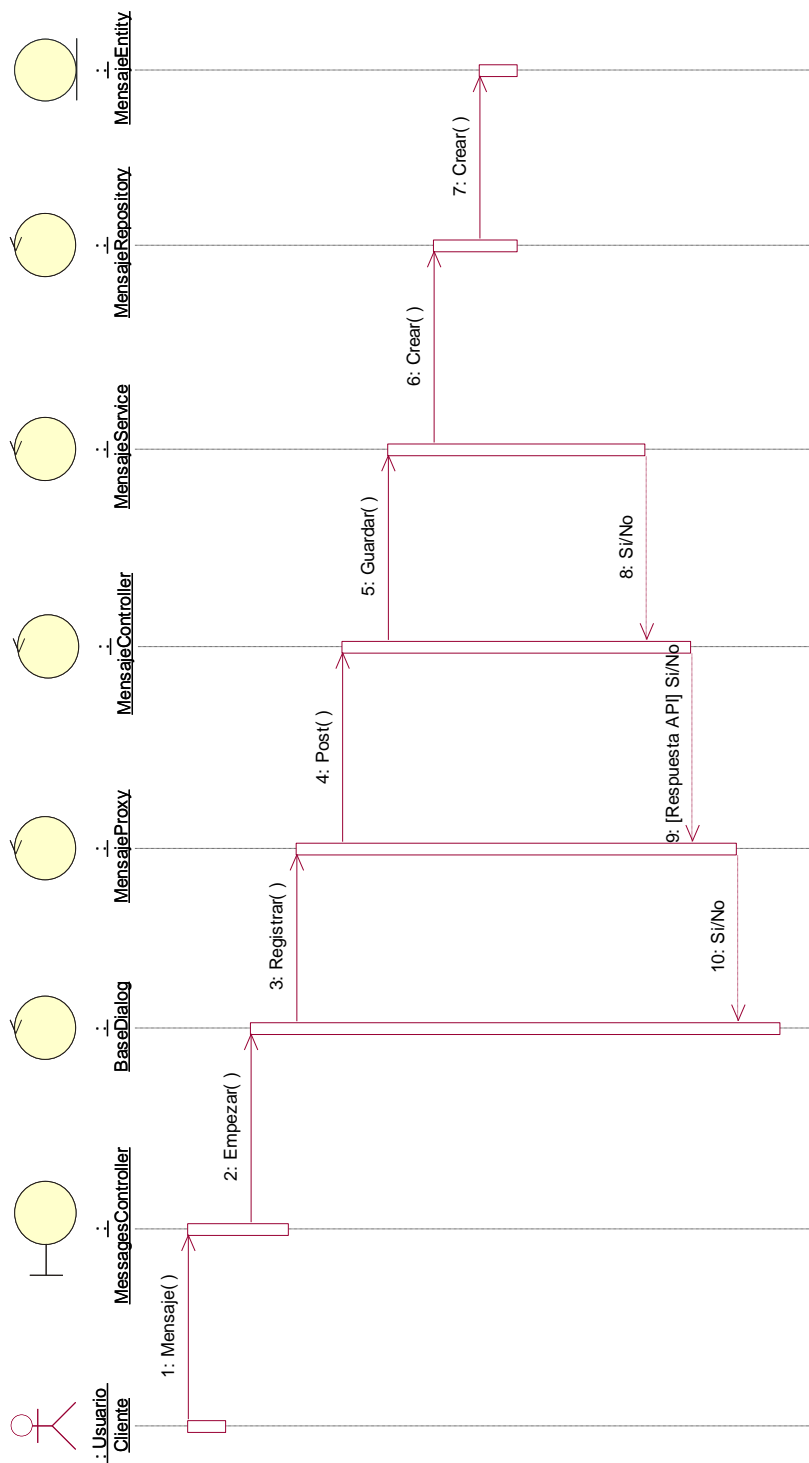 : Usuario
Cliente
:
MessagesController
:
BaseDialog
:
MensajeProxy
:
MensajeController
:
MensajeService
:
MensajeRepository
:
MensajeEntity
1: Mensaje( )
2: Empezar( )
3: Registrar( )
4: Post( )
5: Guardar( )
6: Crear( )
7: Crear( )
8: Si/No
9: [Respuesta API] Si/No
10: Si/No